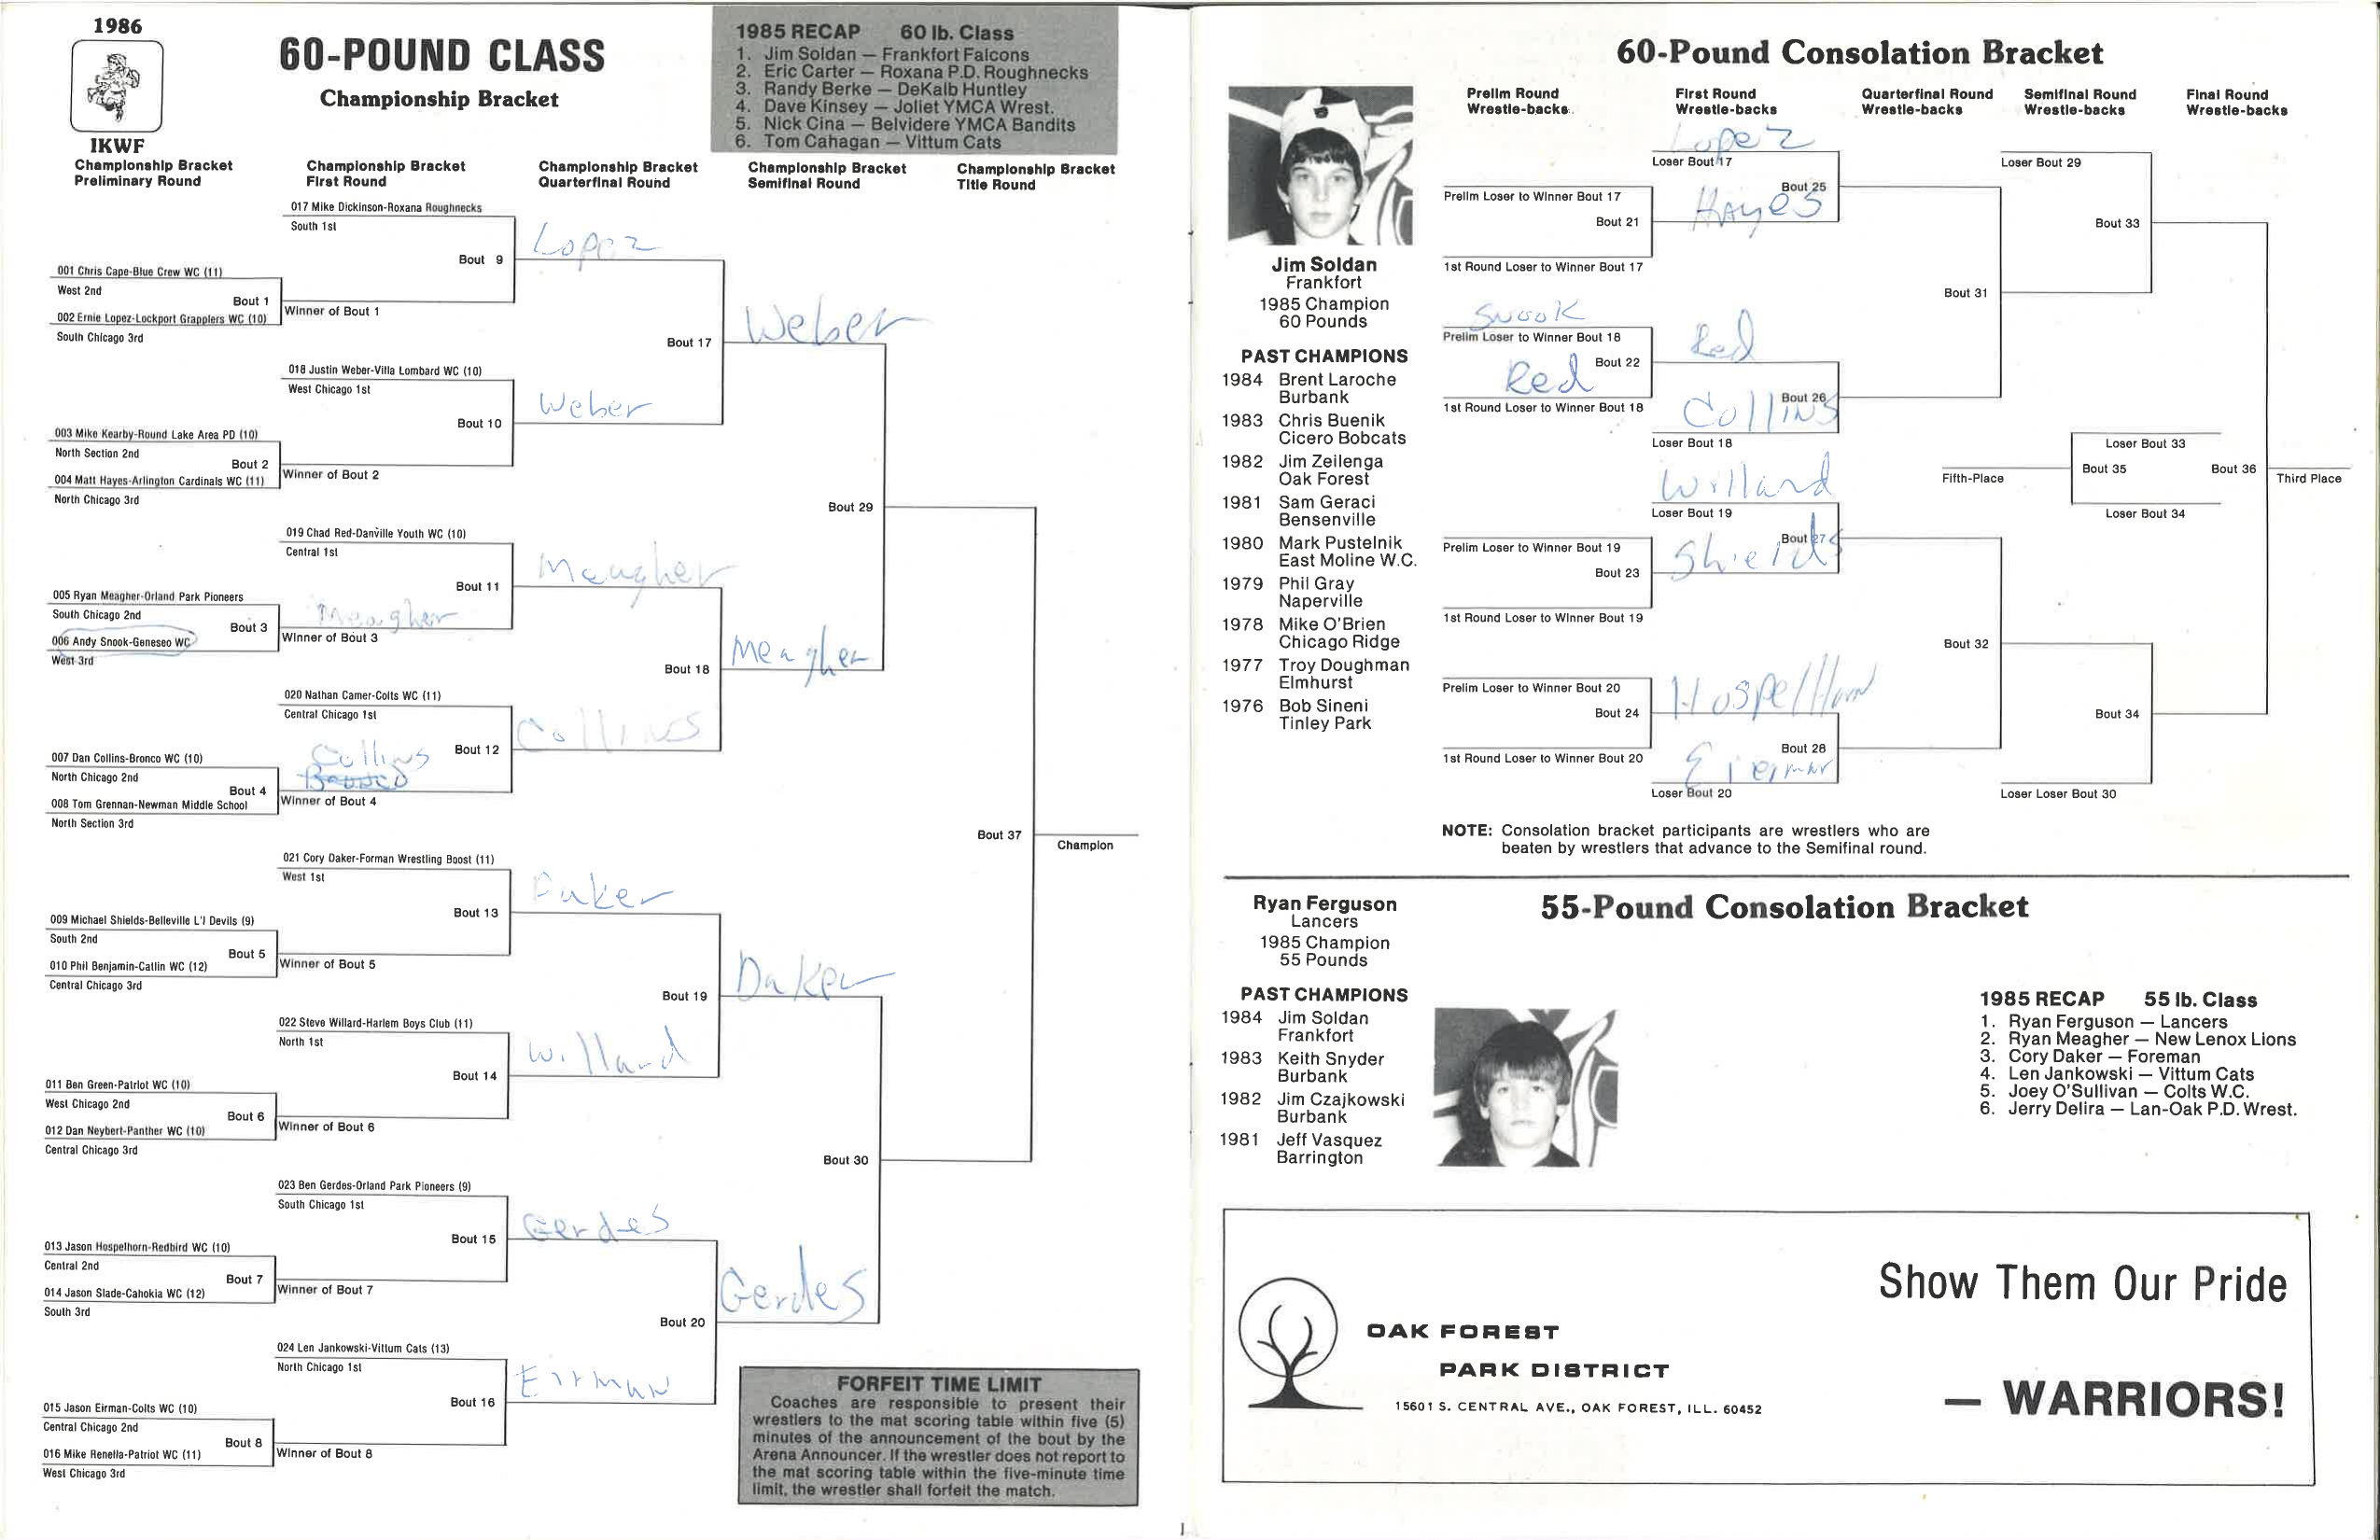 1986
IKWF
60-POUND CLASS
Championship Bracket
1985 RECAP 60 lb. Class
1. Jim Soldan — Frankfort Falcons
2. Eric Carter — Roxana P.D. Roughnecks
3. Randy Berke — DeKalb Huntley
4. Dave Kinsey — Joliet YMCA Wrest.
5. Nick Cina — Belvidere YMCA Bandits
6. Tom Cahagan — Vittum Cats
Championship Bracket
Preliminary Round
Championship Bracket
First Round
Championship Bracket
Quarterfinal Round
Championship Bracket
Semifinal Round
Championship Bracket
Title Round
017 Mike Dickinson-Roxana Roughnecks
South 1st
Bout 9
Lopez
001 Chris Cape-Blue Crew WC (11)
West 2nd
Bout 1
Winner of Bout 1
002 Ernie Lopez-Lockport Grapplers WC (10)
South Chicago 3rd
Bout 17
Weber
018 Justin Weber-Villa Lombard WC (10)
West Chicago 1st
Bout 10
Weber
003 Mike Kearby-Round Lake Area PD (10)
North Section 2nd
Bout 2
Winner of Bout 2
004 Matt Hayes-Arlington Cardinals WC (11)
North Chicago 3rd
Bout 29
019 Chad Red-Danville Youth WC (10)
Central 1st
Bout 11
Meagher
005 Ryan Meagher-Orland Park Pioneers
South Chicago 2nd
Bout 3
Meagher
Winner of Bout 3
006 Andy Snook-Geneseo WC
West 3rd
Bout 18
Meagher
020 Nathan Camer-Colts WC (11)
Central Chicago 1st
Bout 12
Collins
007 Dan Collins-Bronco WC (10)
North Chicago 2nd
Bout 4
Collins
Winner of Bout 4
008 Tom Grennan-Newman Middle School
North Section 3rd
Bout 37
Champion
021 Cory Daker-Forman Wrestling Boost (11)
West 1st
Bout 13
Daker
009 Michael Shields-Belleville L'l Devils (9)
South 2nd
Bout 5
Winner of Bout 5
010 Phil Benjamin-Catlin WC (12)
Central Chicago 3rd
Bout 19
Daker
022 Steve Willard-Harlem Boys Club (11)
North 1st
Bout 14
Willard
011 Ben Green-Patriot WC (10)
West Chicago 2nd
Bout 6
Winner of Bout 6
012 Dan Neybert-Panther WC (10)
Central Chicago 3rd
Bout 30
023 Ben Gerdes-Orland Park Pioneers (9)
South Chicago 1st
Bout 15
Gerdes
013 Jason Hospelhorn-Redbird WC (10)
Central 2nd
Bout 7
Winner of Bout 7
014 Jason Slade-Cahokia WC (12)
South 3rd
Bout 20
Gerdes
024 Len Jankowski-Vittum Cats (13)
North Chicago 1st
Bout 16
Eirman
015 Jason Eirman-Colts WC (10)
Central Chicago 2nd
Bout 8
Winner of Bout 8
016 Mike Renella-Patriot WC (11)
West Chicago 3rd
FORFEIT TIME LIMIT
Coaches are responsible to present their
wrestlers to the mat scoring table within five (5)
minutes of the announcement of the bout by the
Arena Announcer. If the wrestler does not report to
the mat scoring table within the five-minute time
limit, the wrestler shall forfeit the match.
60-Pound Consolation Bracket
Jim Soldan
Frankfort
1985 Champion
60 Pounds
PAST CHAMPIONS
1984 Brent Laroche
Burbank
1983 Chris Buenik
Cicero Bobcats
1982 Jim Zeilenga
Oak Forest
1981 Sam Geraci
Bensenville
1980 Mark Pustelnik
East Moline W.C.
1979 Phil Gray
Naperville
1978 Mike O'Brien
Chicago Ridge
1977 Troy Doughman
Elmhurst
1976 Bob Sineni
Tinley Park
Prelim Round
Wrestle-backs
First Round
Wrestle-backs
Quarterfinal Round
Wrestle-backs
Semifinal Round
Wrestle-backs
Final Round
Wrestle-backs
Lopez
Loser Bout 17
Loser Bout 29
Prelim Loser to Winner Bout 17
Bout 25
Hayes
Bout 21
Bout 33
1st Round Loser to Winner Bout 17
Bout 31
Snook
Prelim Loser to Winner Bout 18
Red
Bout 22
Red
1st Round Loser to Winner Bout 18
Bout 26
Collins
Loser Bout 18
Loser Bout 33
Willard
Fifth-Place
Bout 35
Bout 36
Third Place
Loser Bout 19
Loser Bout 34
Prelim Loser to Winner Bout 19
Bout 27
Shields
Bout 23
1st Round Loser to Winner Bout 19
Bout 32
Prelim Loser to Winner Bout 20
Hospelhorn
Bout 24
Bout 34
1st Round Loser to Winner Bout 20
Bout 28
Eierman
Loser Bout 20
Loser Loser Bout 30
NOTE: Consolation bracket participants are wrestlers who are
beaten by wrestlers that advance to the Semifinal round.
Ryan Ferguson
Lancers
1985 Champion
55 Pounds
PAST CHAMPIONS
1984 Jim Soldan
Frankfort
1983 Keith Snyder
Burbank
1982 Jim Czajkowski
Burbank
1981 Jeff Vasquez
Barrington
55-Pound Consolation Bracket
1985 RECAP 55 lb. Class
1. Ryan Ferguson — Lancers
2. Ryan Meagher — New Lenox Lions
3. Cory Daker — Foreman
4. Len Jankowski — Vittum Cats
5. Joey O'Sullivan — Colts W.C.
6. Jerry Delira — Lan-Oak P.D. Wrest.
OAK FOREST
PARK DISTRICT
15601 S. CENTRAL AVE., OAK FOREST, ILL. 60452
Show Them Our Pride
— WARRIORS!